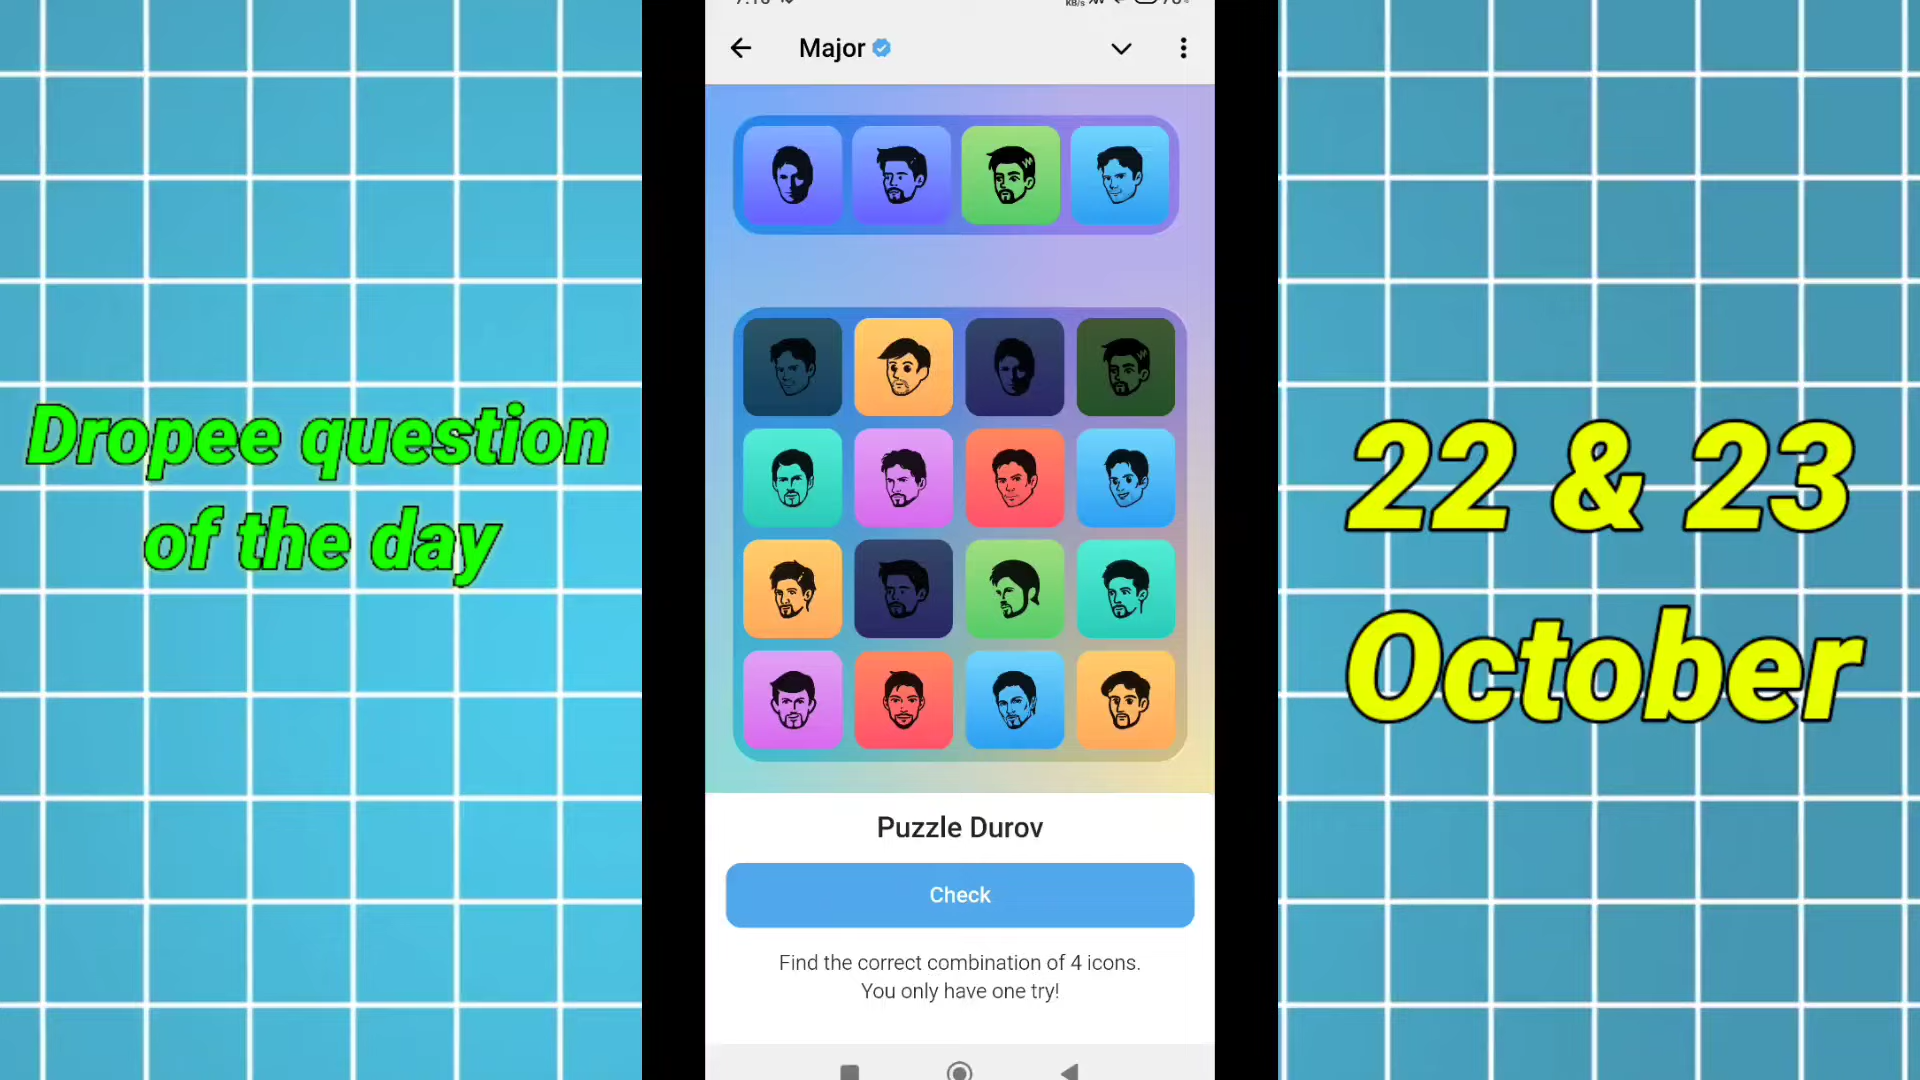 Major
Dropee question
of the day
22 & 23
October
Puzzle Durov
Check
Find the correct combination of 4 icons.
You only have one try!